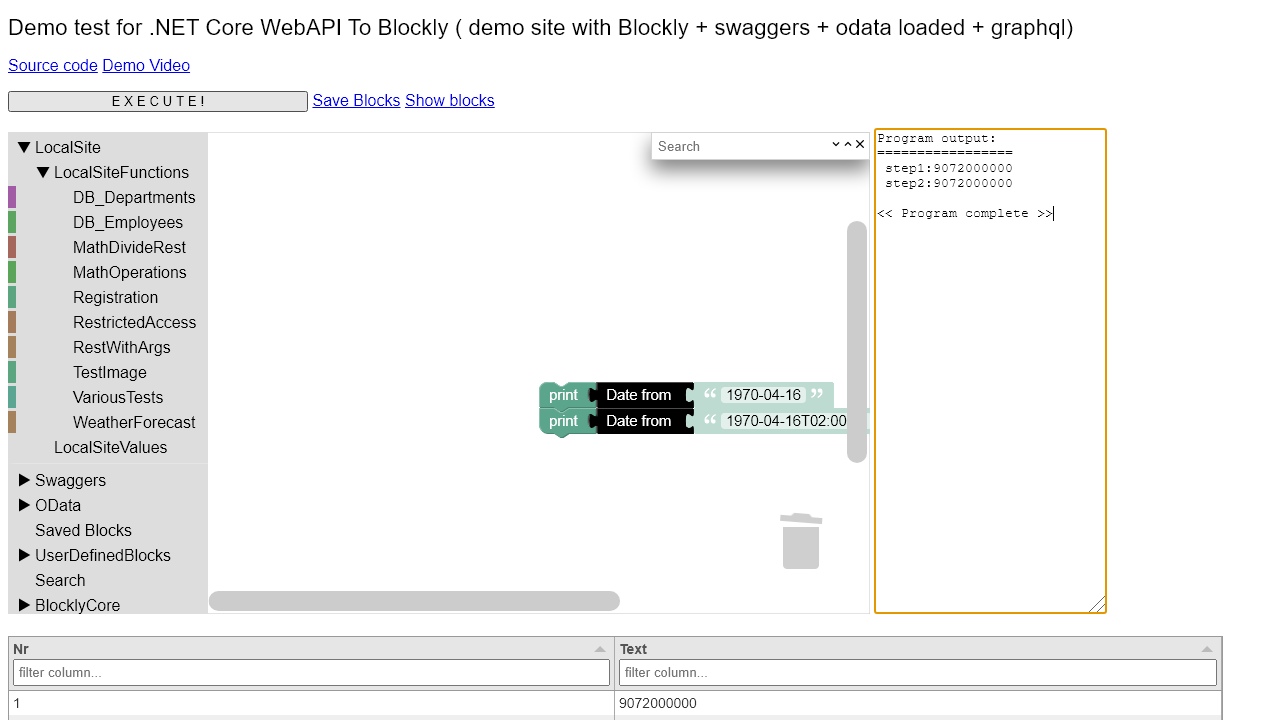 Demo test for .NET Core WebAPI To Blockly ( demo site with Blockly + swaggers + odata loaded + graphql)
Source code Demo Video
E X E C U T E ! Save Blocks Show blocks
LocalSite
LocalSiteFunctions
DB_Departments
DB_Employees
MathDivideRest
MathOperations
Registration
RestrictedAccess
RestWithArgs
TestImage
VariousTests
WeatherForecast
LocalSiteValues
Swaggers
OData
Saved Blocks
UserDefinedBlocks
Search
BlocklyCore
Search
print Date from “ 1970-04-16 ”
print Date from “ 1970-04-16T02:00
Program output:
=================
step1:9072000000
step2:9072000000
<< Program complete >>
Nr Text
filter column... filter column...
1 9072000000